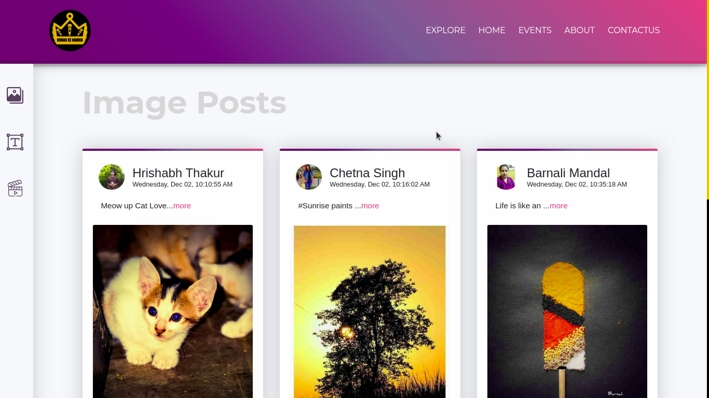 EXPLORE HOME EVENTS ABOUT CONTACTUS
Image Posts
Hrishabh Thakur
Wednesday, Dec 02, 10:10:55 AM
Meow up Cat Love...more
Chetna Singh
Wednesday, Dec 02, 10:16:02 AM
#Sunrise paints ...more
Barnali Mandal
Wednesday, Dec 02, 10:35:18 AM
Life is like an ...more